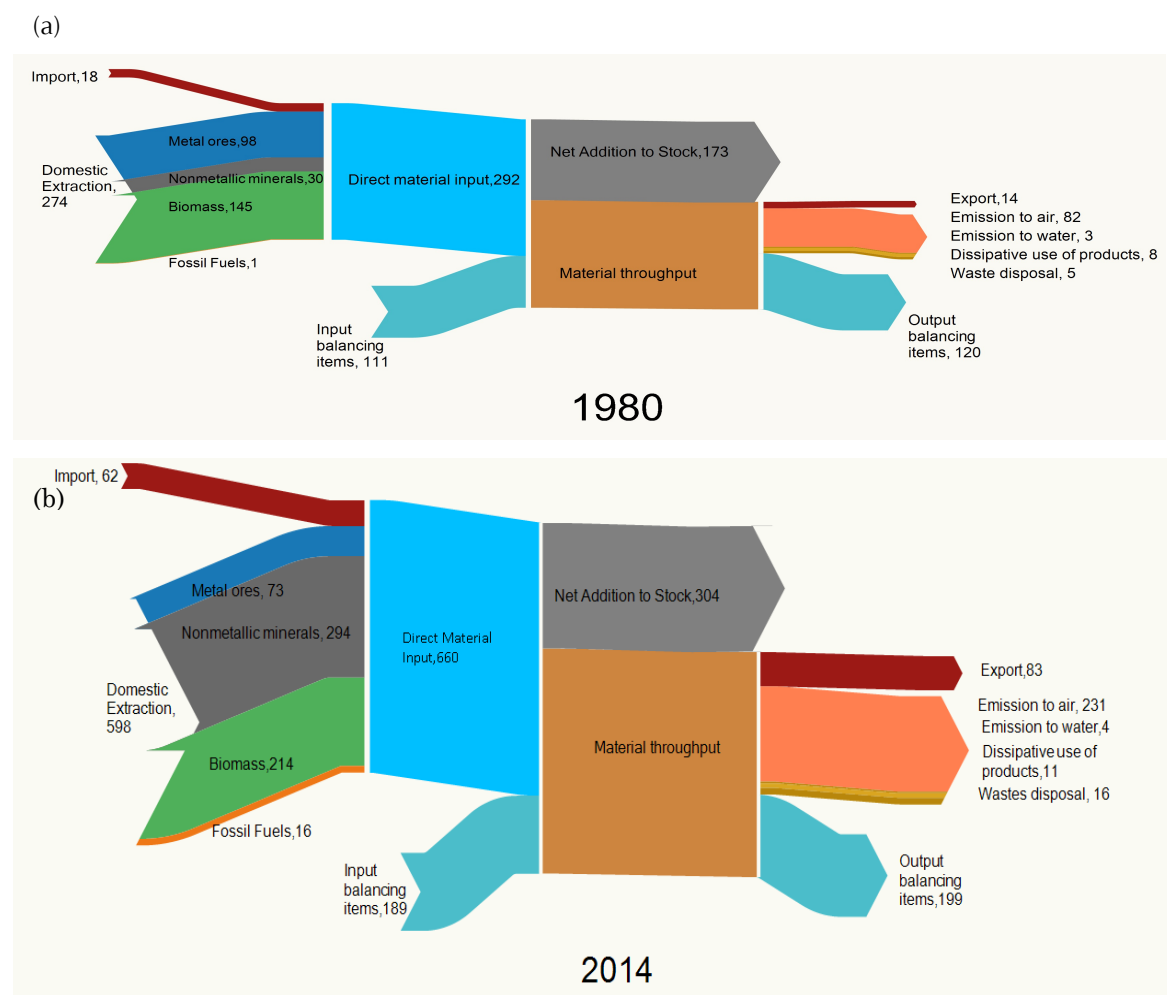 (a)
Import,18
Metal ores,98
Domestic
Extraction,
274
Nonmetallic minerals,30
Biomass,145
Fossil Fuels,1
Direct material input,292
Net Addition to Stock,173
Material throughput
Input
balancing
items, 111
Export,14
Emission to air, 82
Emission to water, 3
Dissipative use of products, 8
Waste disposal, 5
Output
balancing
items, 120
1980
(b)
Import, 62
Metal ores, 73
Nonmetallic minerals, 294
Domestic
Extraction,
598
Biomass,214
Fossil Fuels,16
Direct Material
Input,660
Net Addition to Stock,304
Material throughput
Input
balancing
items,189
Export,83
Emission to air, 231
Emission to water,4
Dissipative use of
products,11
Wastes disposal, 16
Output
balancing
items,199
2014